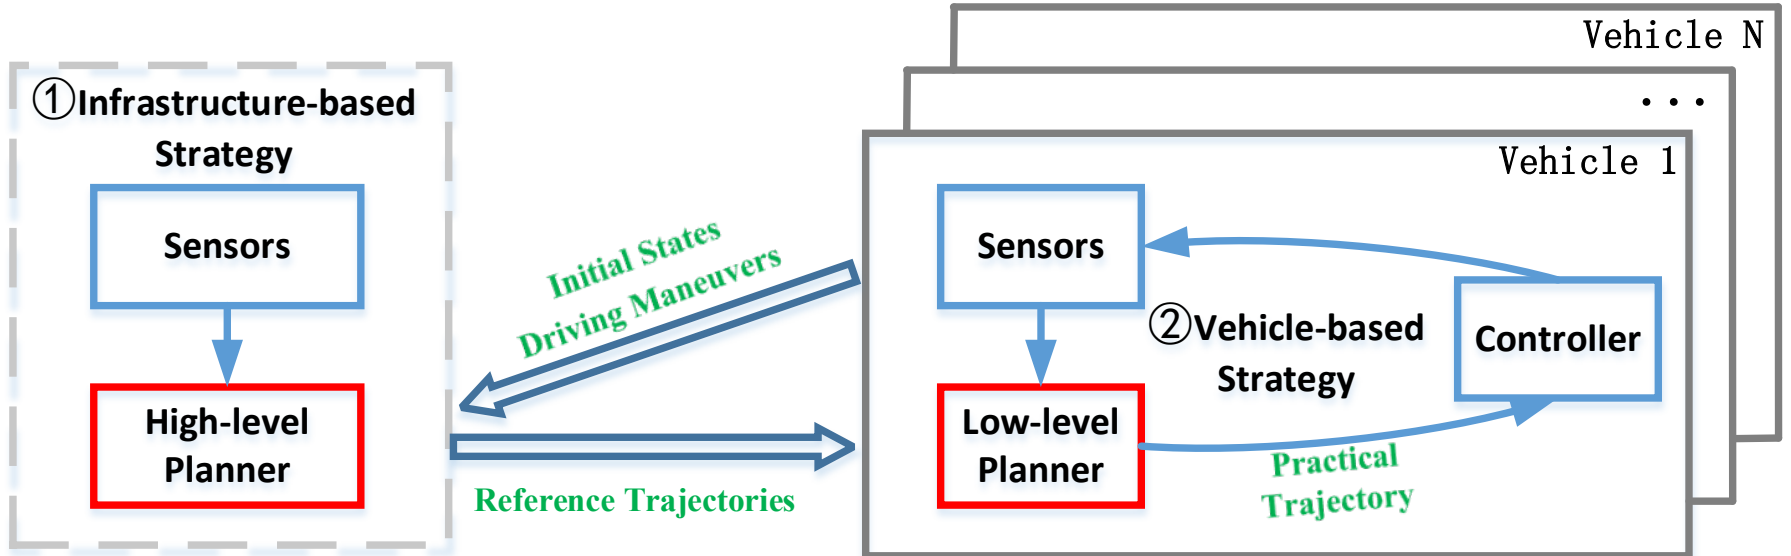 ①Infrastructure-based
Strategy
Sensors
High-level
Planner
Initial States
Driving Maneuvers
Reference Trajectories
Vehicle N
...
Vehicle 1
Sensors
②Vehicle-based
Strategy
Controller
Low-level
Planner
Practical
Trajectory